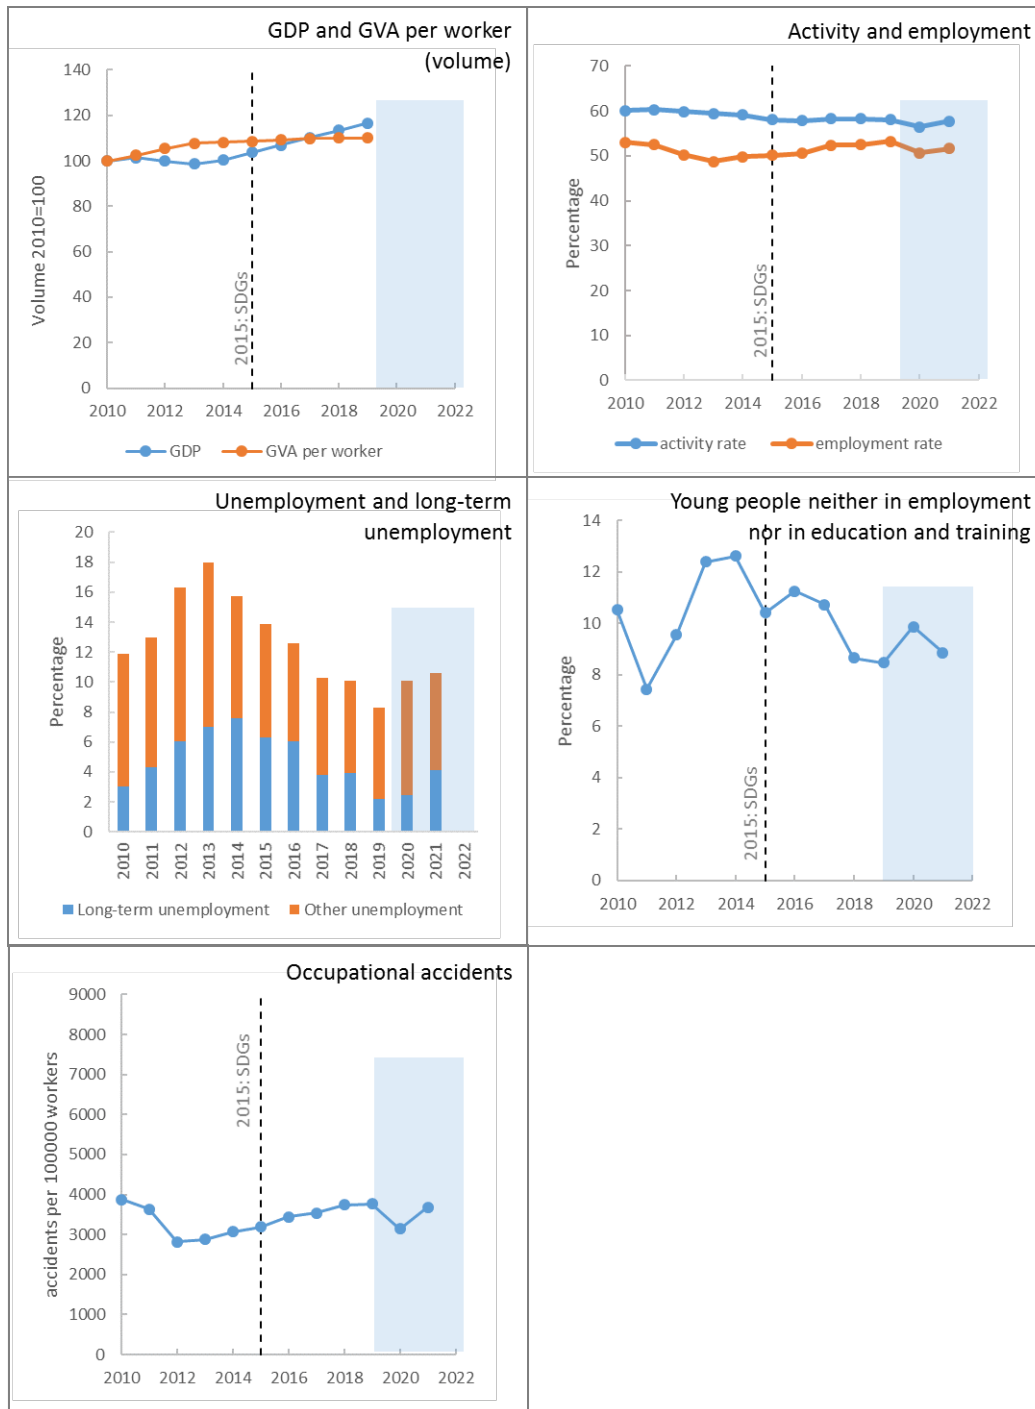 GDP and GVA per worker
(volume)
140
120
100
80
60
40
20
0
Volume 2010=100
2015: SDGs
2010 2012 2014 2016 2018 2020 2022
GDP GVA per worker
Activity and employment
70
60
50
40
30
20
10
0
Percentage
2015: SDGs
2010 2012 2014 2016 2018 2020 2022
activity rate employment rate
Unemployment and long-term
unemployment
20
18
16
14
12
10
8
6
4
2
0
Percentage
2010 2011 2012 2013 2014 2015 2016 2017 2018 2019 2020 2021 2022
Long-term unemployment Other unemployment
Young people neither in employment
nor in education and training
14
12
10
8
6
4
2
0
Percentage
2015: SDGs
2010 2012 2014 2016 2018 2020 2022
Occupational accidents
9000
8000
7000
6000
5000
4000
3000
2000
1000
0
accidents per 100000 workers
2015: SDGs
2010 2012 2014 2016 2018 2020 2022